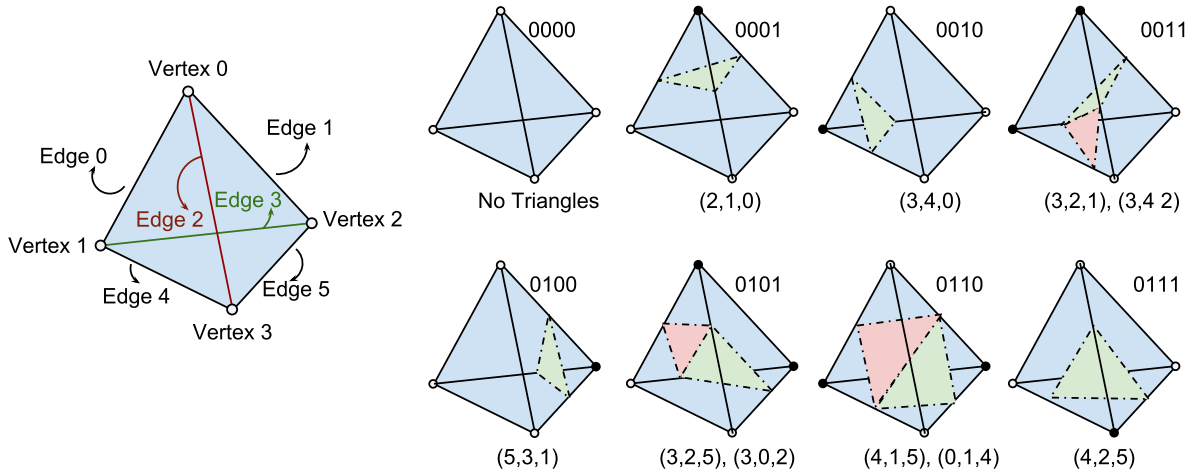 Vertex 0
Edge 1
Edge 0
Edge 3
Edge 2
Vertex 2
Vertex 1
Edge 4
Edge 5
Vertex 3
0000
0001
0010
0011
No Triangles
(2,1,0)
(3,4,0)
(3,2,1), (3,4 2)
0100
0101
0110
0111
(5,3,1)
(3,2,5), (3,0,2)
(4,1,5), (0,1,4)
(4,2,5)